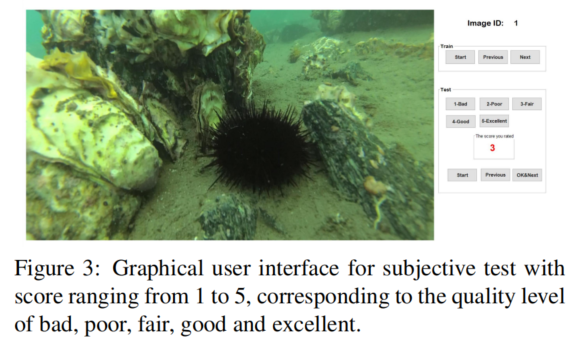 Image ID: 1
Train
Start Previous Next
Test
1-Bad 2-Poor 3-Fair
4-Good 5-Excellent
The score you rated:
3
Start Previous OK&Next
Figure 3: Graphical user interface for subjective test with
score ranging from 1 to 5, corresponding to the quality level
of bad, poor, fair, good and excellent.